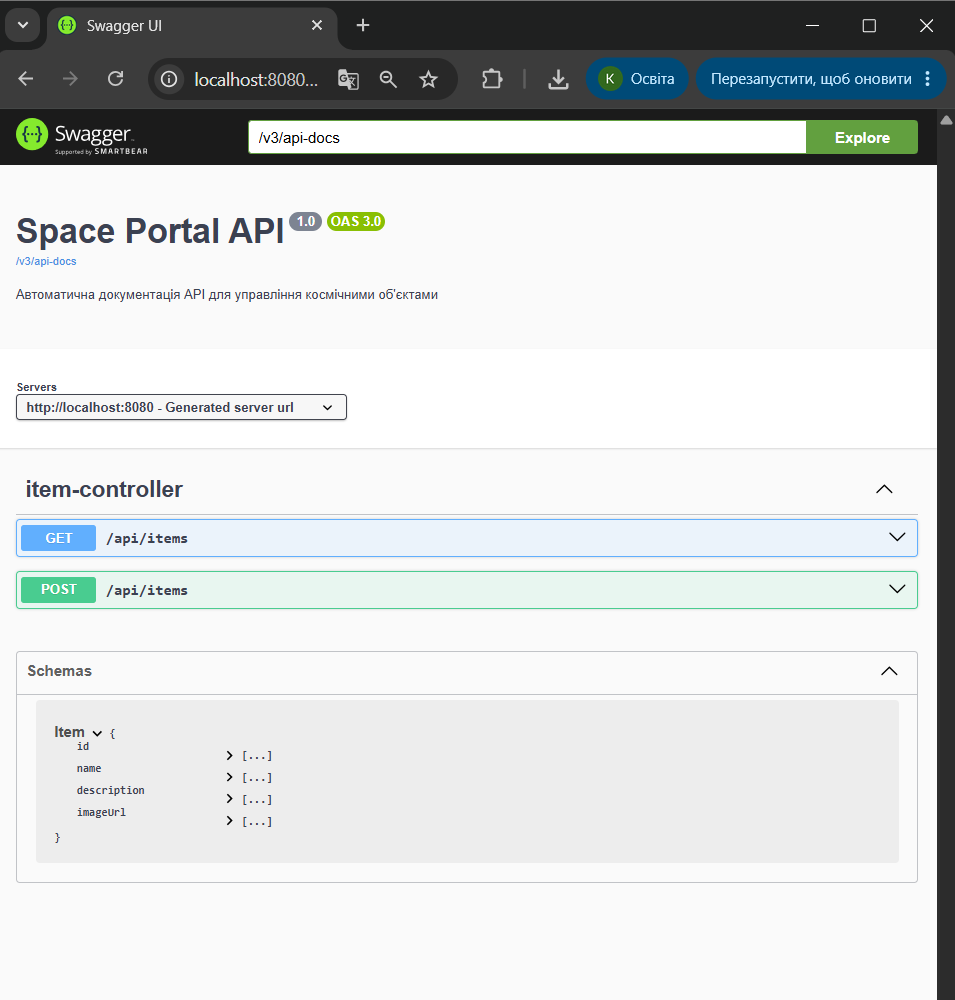 Swagger UI
localhost:8080...
K Освіта
Перезапустити, щоб оновити
{··} Swagger
Supported by SMARTBEAR
/v3/api-docs
Explore
Space Portal API 1.0 OAS 3.0
/v3/api-docs
Автоматична документація API для управління космічними об'єктами
Servers
http://localhost:8080 - Generated server url
item-controller
GET /api/items
POST /api/items
Schemas
Item {
id [...]
name [...]
description [...]
imageUrl [...]
}